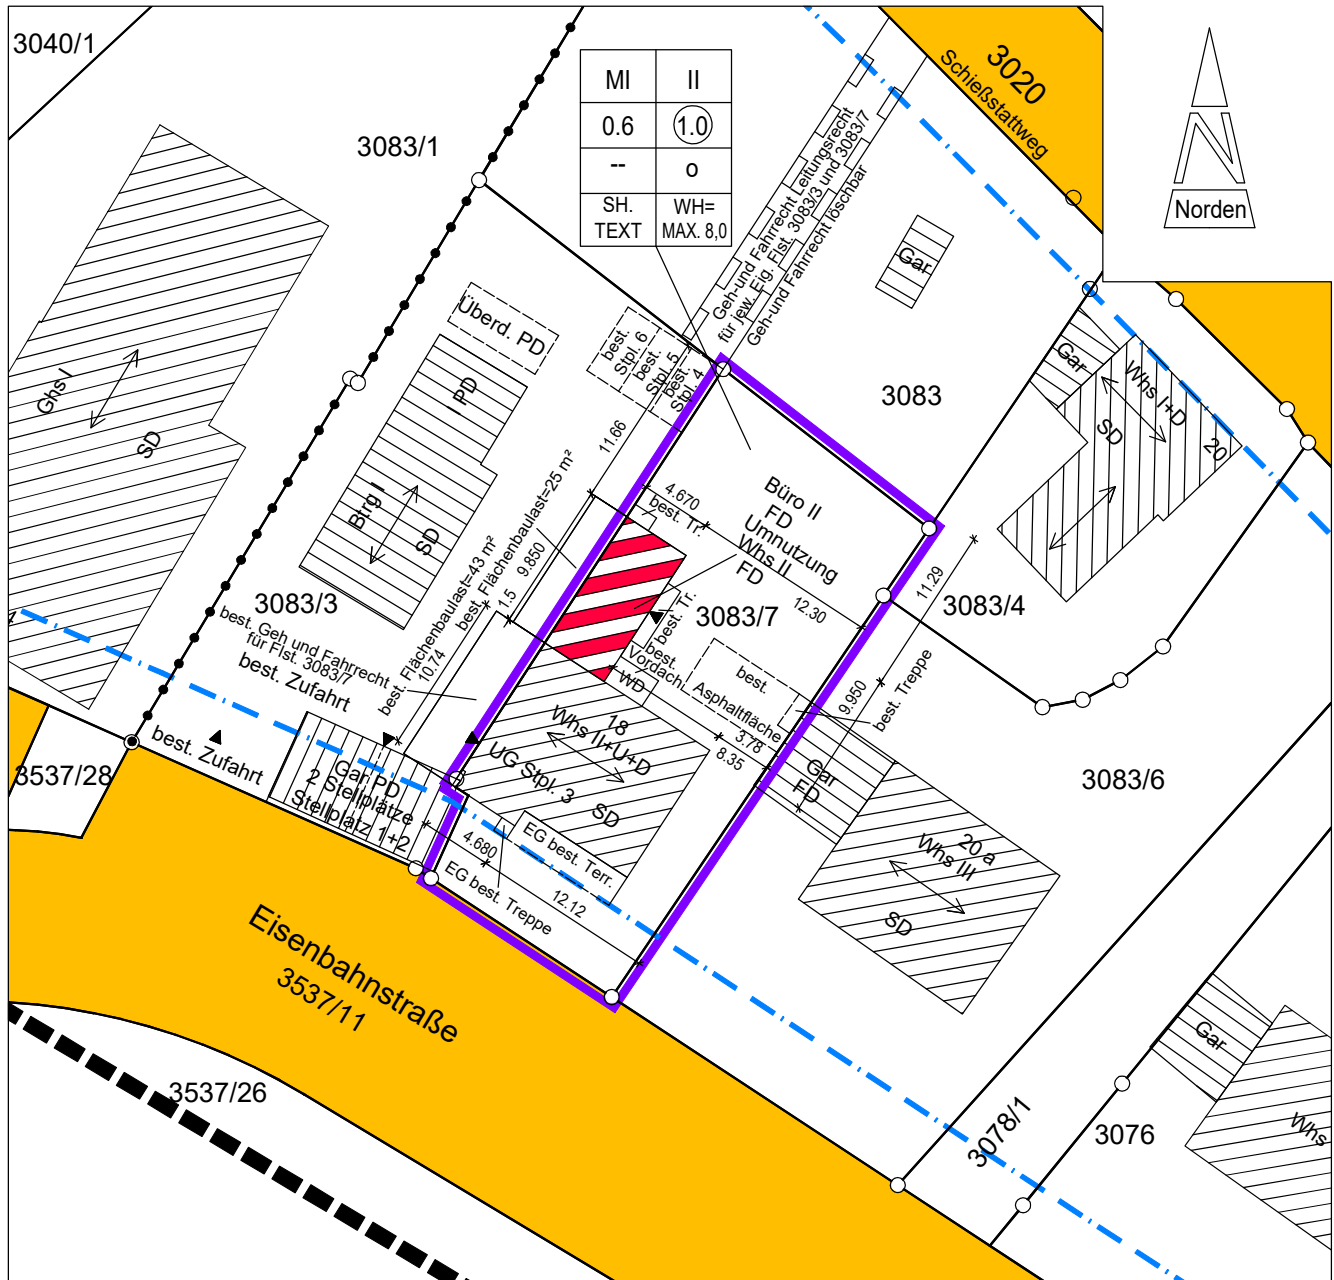 3040/1
3083/1
MI II
0.6 1.0
-- o
SH. TEXT
WH= MAX. 8,0
3020
Schießstattweg
Norden
Geh-und Fahrrecht Leitungsrecht
für jew. Eig. Flst. 3083/3 und 3083/7
Geh-und Fahrrecht löschbar
Gar
Überd. PD
best.
Stpl. 6
best.
Stpl. 5
best.
Stpl. 4
3083
Gar
Whs I+D
20
SD
Ghs I
SD
PD
Btrg I
SD
11.66
best. Flächenbaulast=25 m²
best. Flächenbaulast=43 m²
9.850
1.5
10.74
4.670
best. Tr.
Büro II
FD
Umnutzung
Whs II
FD
12.30
11.29
3083/3
3083/7
3083/4
best. Geh und Fahrrecht
für Flst. 3083/7
best. Zufahrt
best. Zufahrt
best. Tr.
best.
Vordach
WD
best.
Asphaltfläche
3.78
8.35
9.950
best. Treppe
3537/28
Gar PD
2 Stellplätze
Stellplatz 1+2
18
Whs II+U+D
UG Stpl. 3
SD
Gar
FD
3083/6
20 a
Whs III
SD
4.680
EG best. Terr.
EG best. Treppe
12.12
Eisenbahnstraße
3537/11
3537/26
3078/1
3076
Gar
Whs